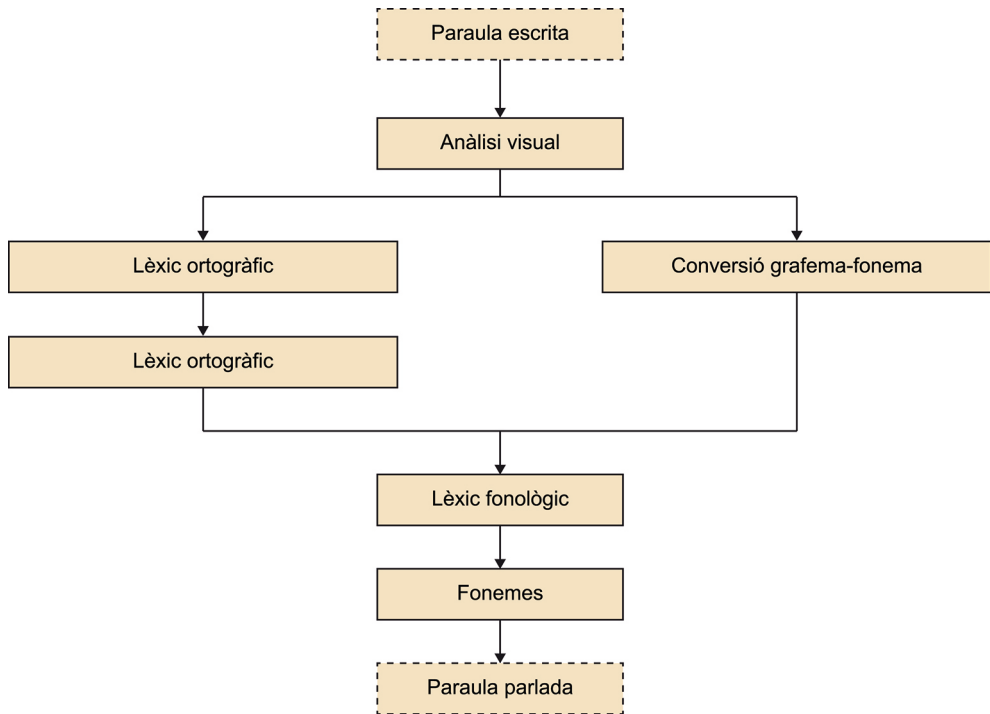 Paraula escrita
Anàlisi visual
Lèxic ortogràfic
Conversió grafema-fonema
Lèxic ortogràfic
Lèxic fonològic
Fonemes
Paraula parlada